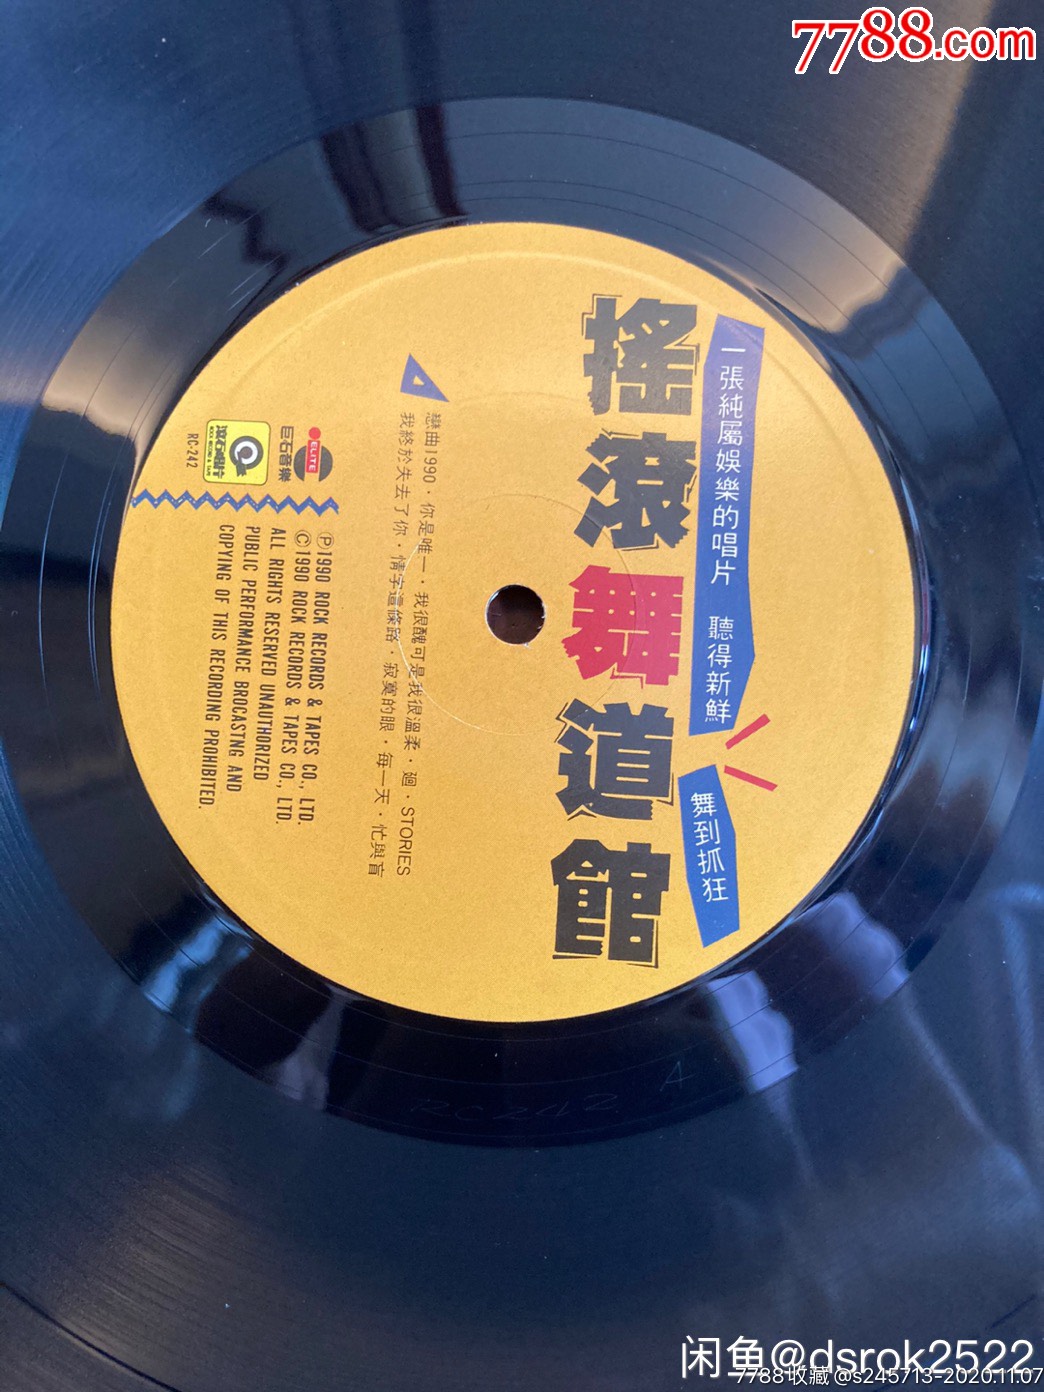 7788.com
一張純屬娛樂的唱片 聽得新鮮
舞到抓狂
搖滾舞道館
A
戀曲1990·你是唯一·我很醜可是我很溫柔·迴·STORIES
我終於失去了你·情字這條路·寂寞的眼·每一天·忙與盲
ELITE
巨石音樂
滾石唱片
ROCK RECORDS & TAPES
RC-242
Ⓟ1990 ROCK RECORDS & TAPES CO., LTD.
Ⓒ1990 ROCK RECORDS & TAPES CO., LTD.
ALL RIGHTS RESERVED UNAUTHORIZED
PUBLIC PERFORMANCE BROCASTNG AND
COPYING OF THIS RECORDING PROHIBITED.
RC242 A
闲鱼@dsrok2522
7788收藏@s245713-2020.11.07